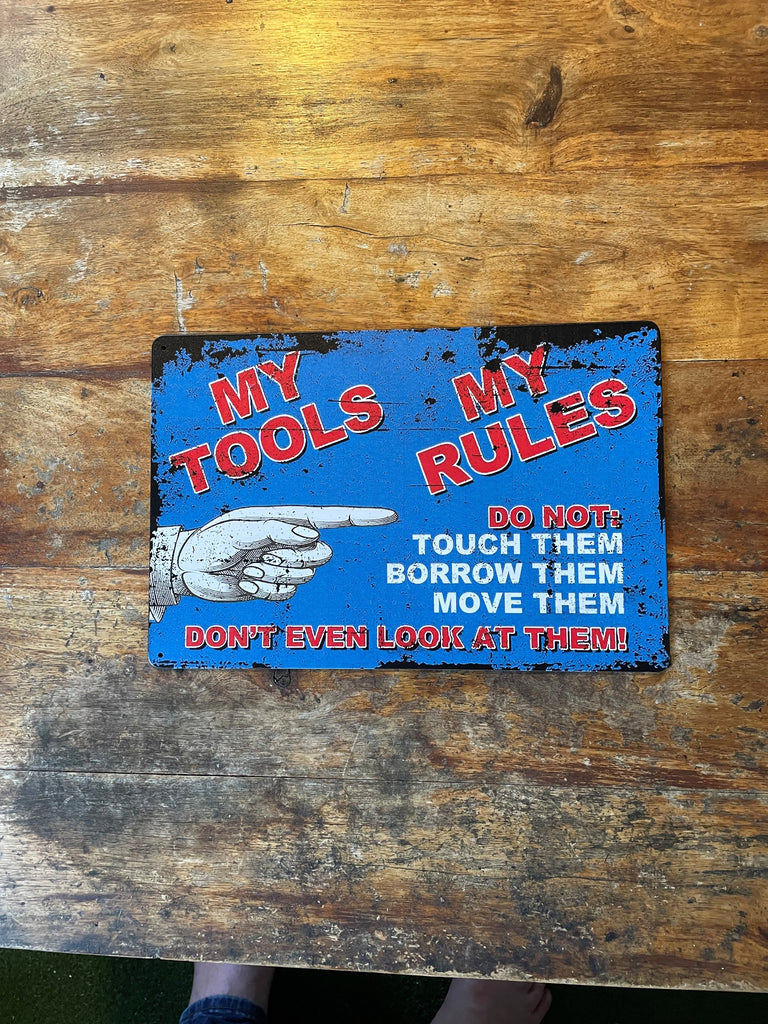 MY
TOOLS
MY
RULES
DO NOT:
TOUCH THEM
BORROW THEM
MOVE THEM
DON'T EVEN LOOK AT THEM!